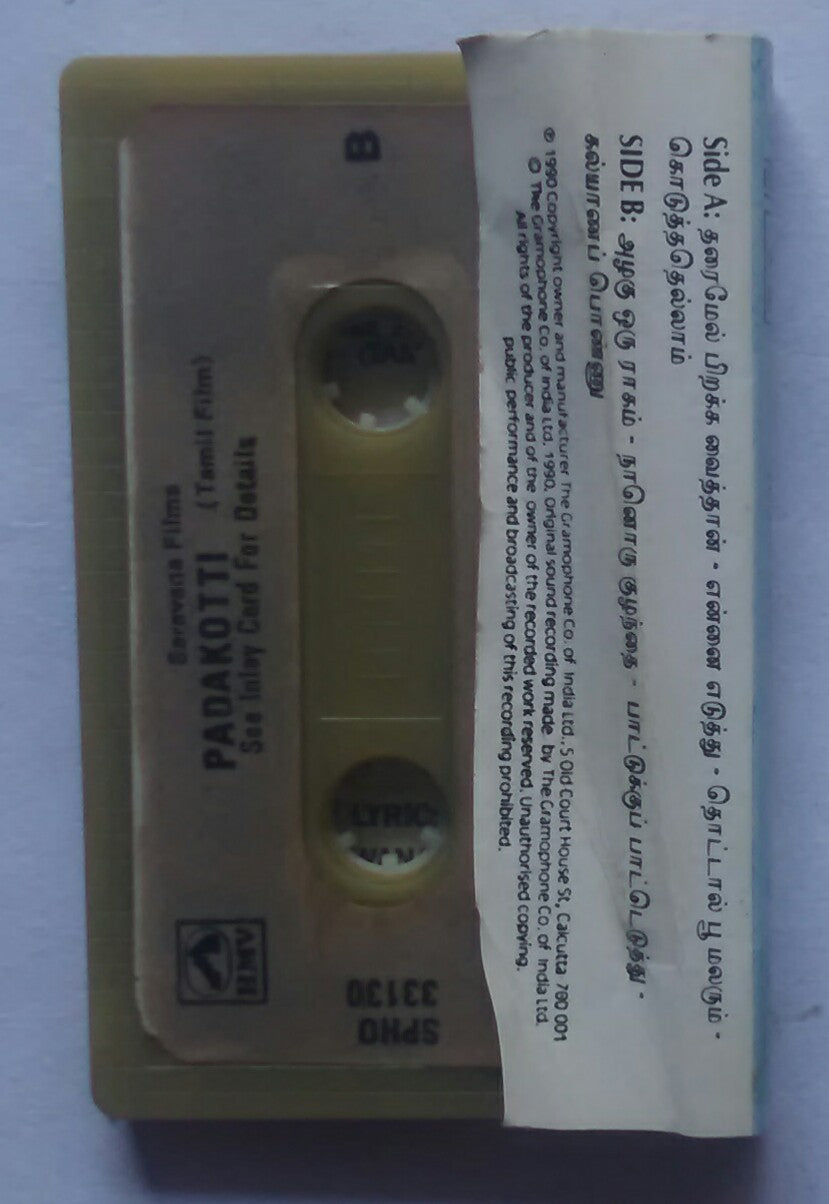 Side A: தரைமேல் பிறக்க வைத்தான் - என்னை எடுத்து - தொட்டால் பூ மலரும் -
கொடுத்ததெல்லாம்
SIDE B: அழகு ஒரு ராகம் - நானொரு குழந்தை - பாட்டுக்குப் பாட்டெடுத்து -
கல்யாணப் பொண்ணு
℗ 1990 Copyright owner and manufacturer The Gramophone Co. of India Ltd., 5 Old Court House St, Calcutta 700 001
© The Gramophone Co. of India Ltd. 1990. Original sound recording made by The Gramophone Co. of India Ltd.
All rights of the producer and of the owner of the recorded work reserved. Unauthorised copying,
public performance and broadcasting of this recording prohibited.
B
Saravana Films
PADAKOTTI (Tamil Film)
See Inlay Card For Details
HMV
SPHO
33130
LYRIC